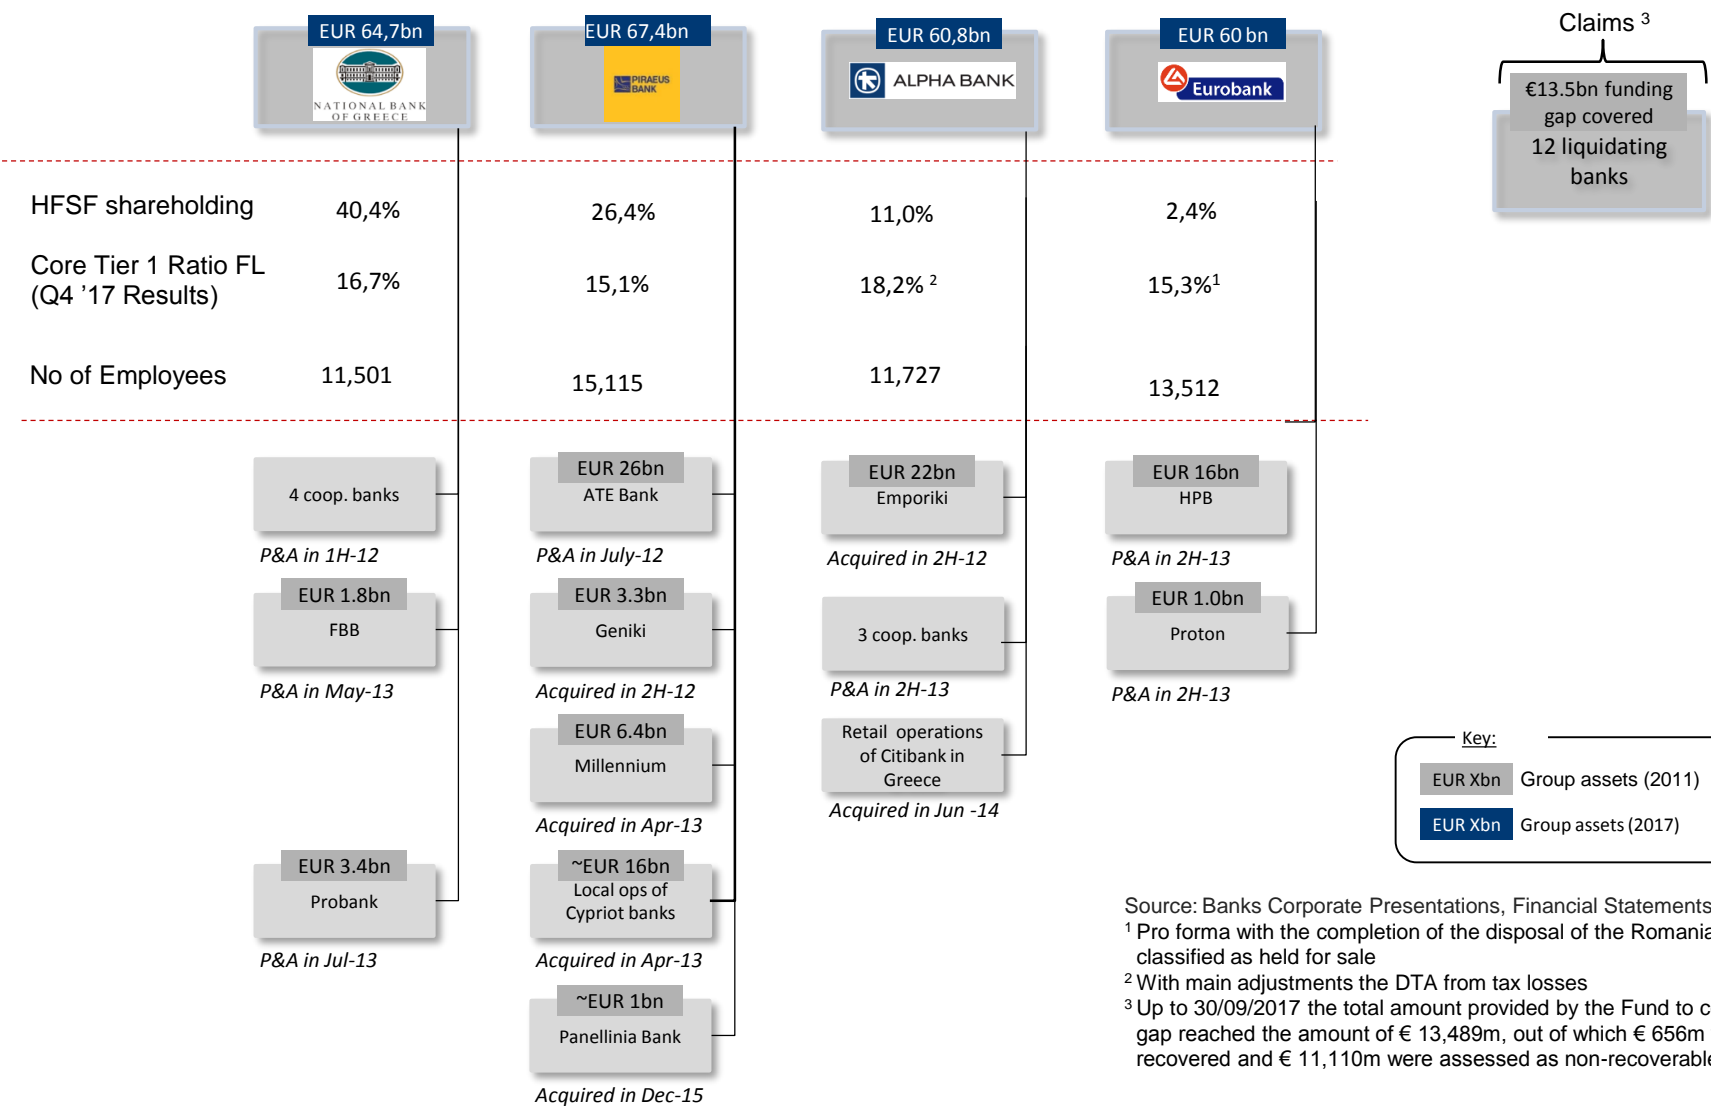 EUR 64,7bn
NATIONAL BANK
OF GREECE
EUR 67,4bn
PIRAEUS
BANK
EUR 60,8bn
ALPHA BANK
EUR 60 bn
Eurobank
Claims 3
€13.5bn funding
gap covered
12 liquidating
banks
HFSF shareholding
40,4%
26,4%
11,0%
2,4%
Core Tier 1 Ratio FL
(Q4 ’17 Results)
16,7%
15,1%
18,2% 2
15,3%1
No of Employees
11,501
15,115
11,727
13,512
4 coop. banks
P&A in 1H-12
EUR 1.8bn
FBB
P&A in May-13
EUR 3.4bn
Probank
P&A in Jul-13
EUR 26bn
ATE Bank
P&A in July-12
EUR 3.3bn
Geniki
Acquired in 2H-12
EUR 6.4bn
Millennium
Acquired in Apr-13
~EUR 16bn
Local ops of
Cypriot banks
Acquired in Apr-13
~EUR 1bn
Panellinia Bank
Acquired in Dec-15
EUR 22bn
Emporiki
Acquired in 2H-12
3 coop. banks
P&A in 2H-13
Retail operations
of Citibank in
Greece
Acquired in Jun -14
EUR 16bn
HPB
P&A in 2H-13
EUR 1.0bn
Proton
P&A in 2H-13
Key:
EUR Xbn Group assets (2011)
EUR Xbn Group assets (2017)
Source: Banks Corporate Presentations, Financial Statements
1 Pro forma with the completion of the disposal of the Romania
classified as held for sale
2 With main adjustments the DTA from tax losses
3 Up to 30/09/2017 the total amount provided by the Fund to c
gap reached the amount of € 13,489m, out of which € 656m
recovered and € 11,110m were assessed as non-recoverable